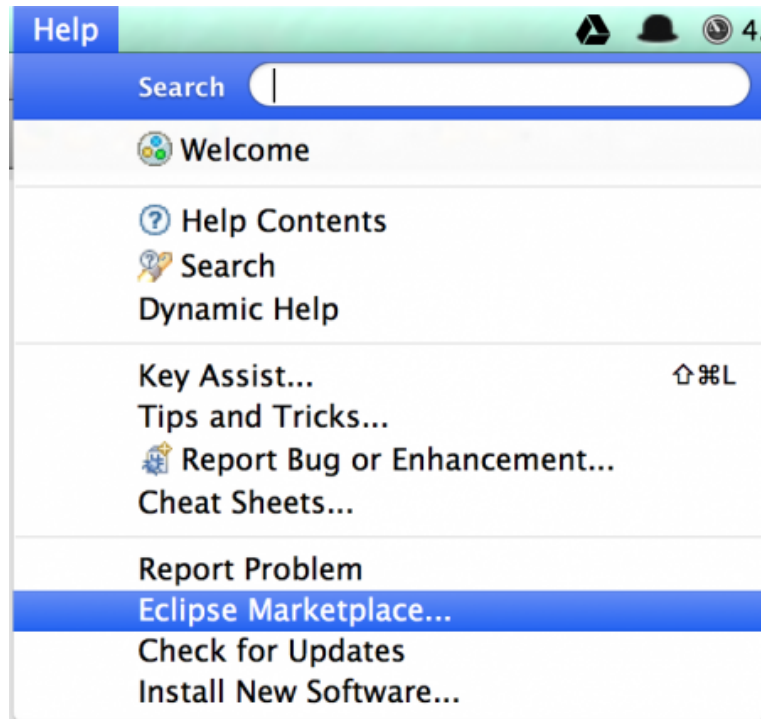 Help 4.
Search
Welcome
Help Contents
Search
Dynamic Help
Key Assist... ⇧⌘L
Tips and Tricks...
Report Bug or Enhancement...
Cheat Sheets...
Report Problem
Eclipse Marketplace...
Check for Updates
Install New Software...